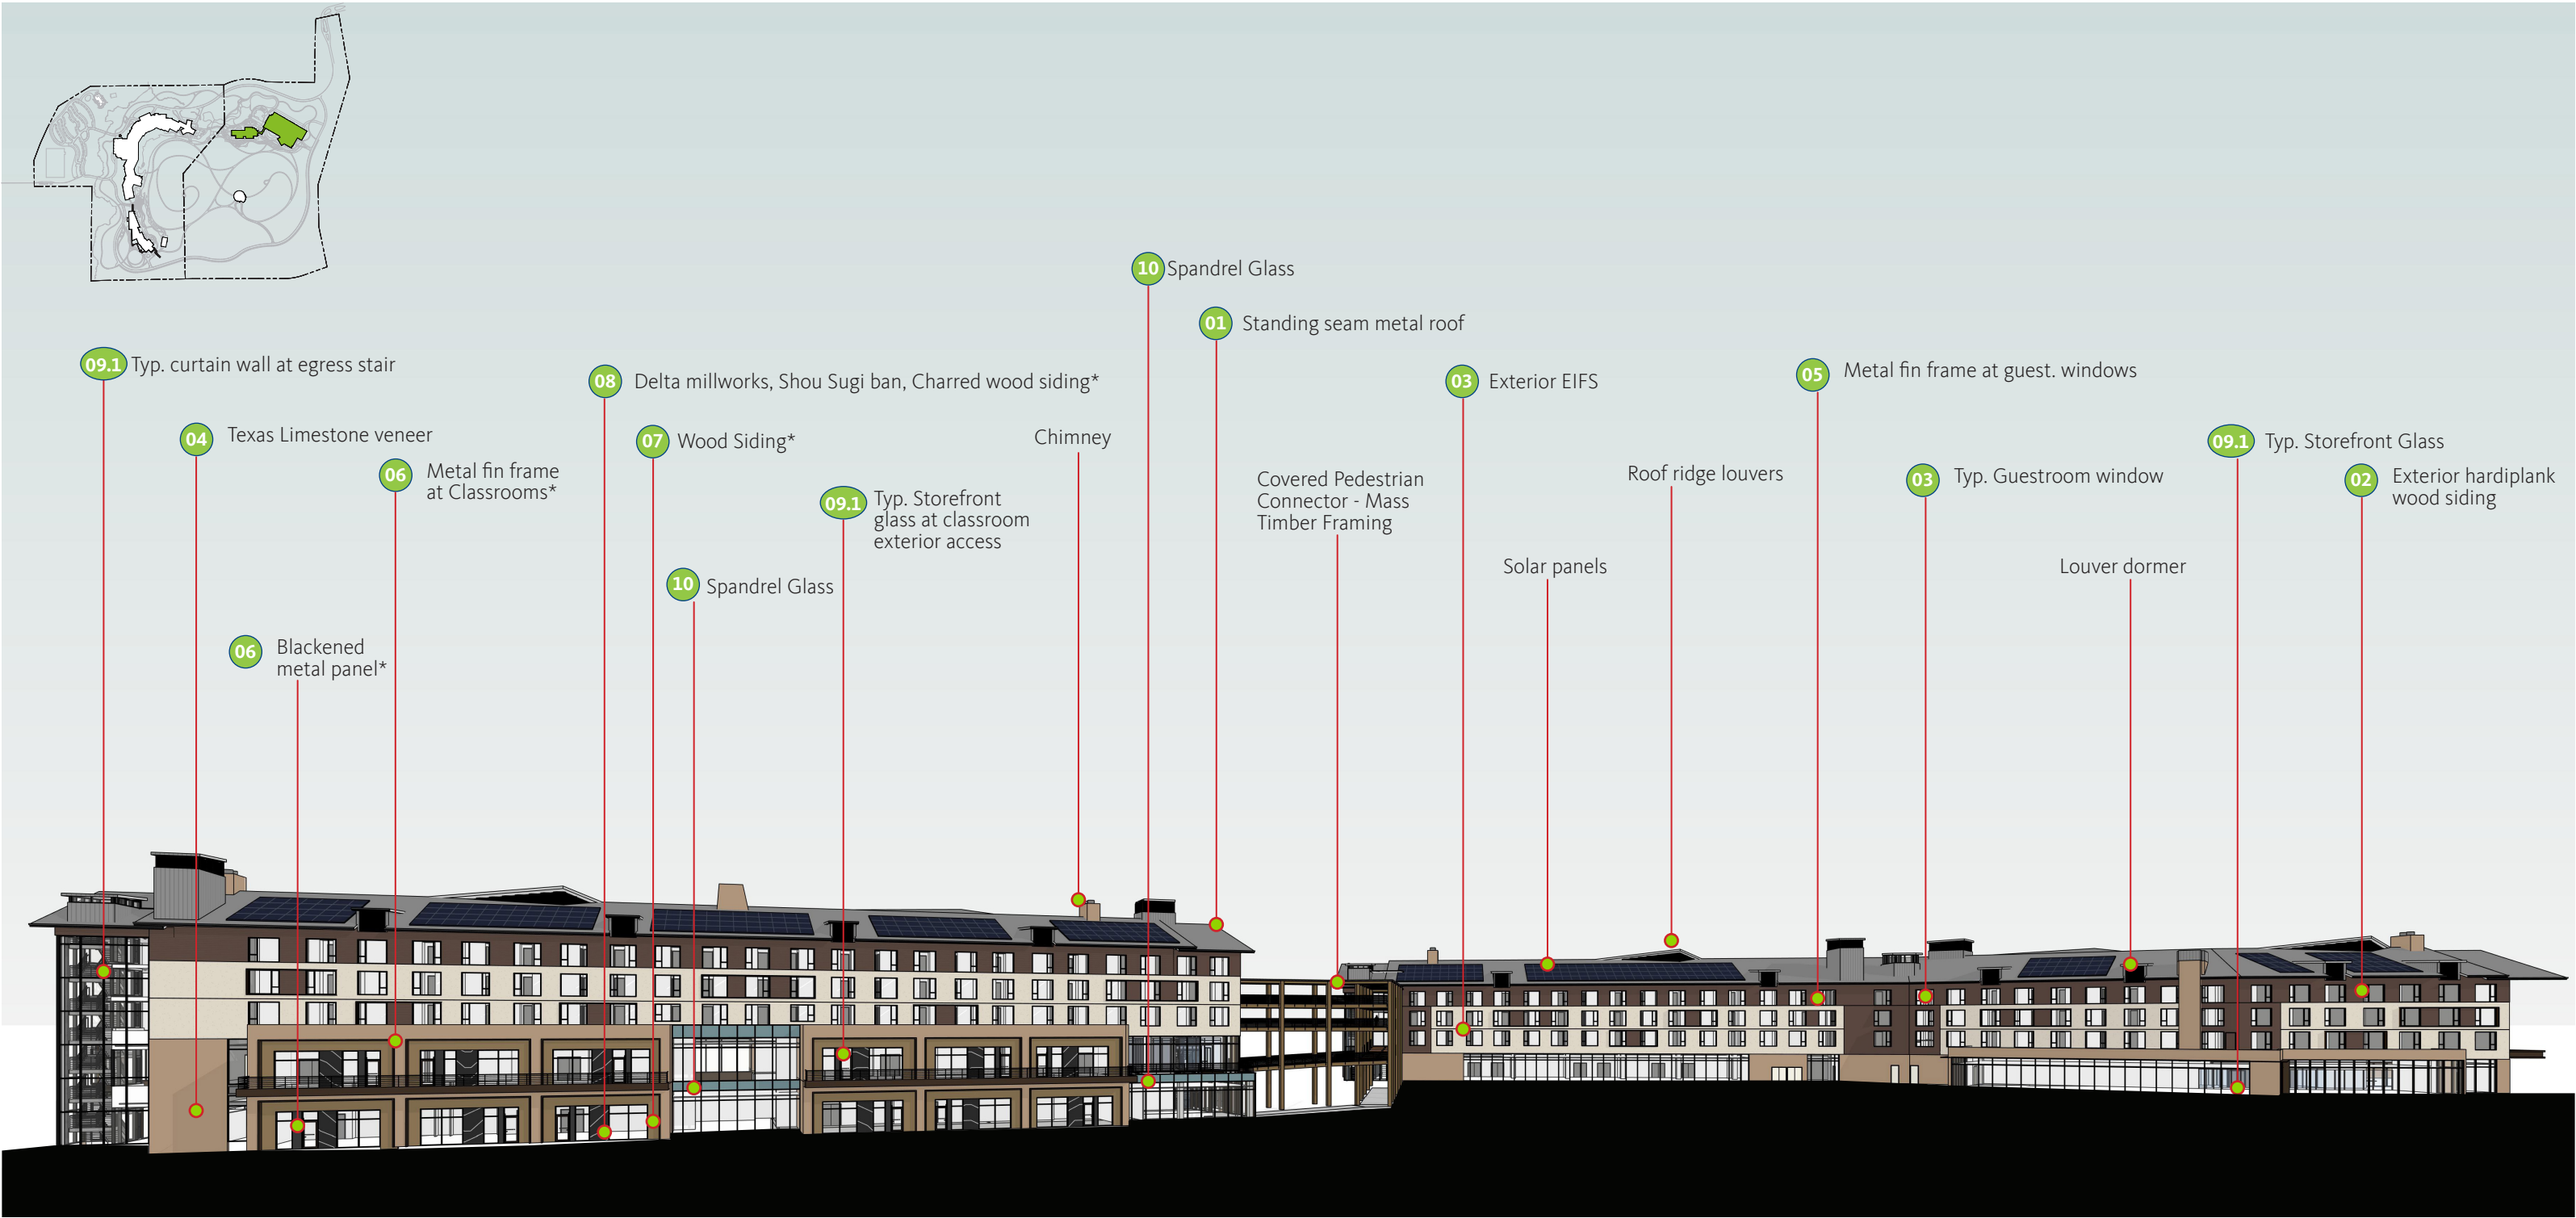 10 Spandrel Glass
01 Standing seam metal roof
09.1 Typ. curtain wall at egress stair
08 Delta millworks, Shou Sugi ban, Charred wood siding*
03 Exterior EIFS
05 Metal fin frame at guest. windows
04 Texas Limestone veneer
07 Wood Siding*
Chimney
09.1 Typ. Storefront Glass
06 Metal fin frame
at Classrooms*
09.1 Typ. Storefront
glass at classroom
exterior access
Covered Pedestrian
Connector - Mass
Timber Framing
Roof ridge louvers
03 Typ. Guestroom window
02 Exterior hardiplank
wood siding
10 Spandrel Glass
Solar panels
Louver dormer
06 Blackened
metal panel*